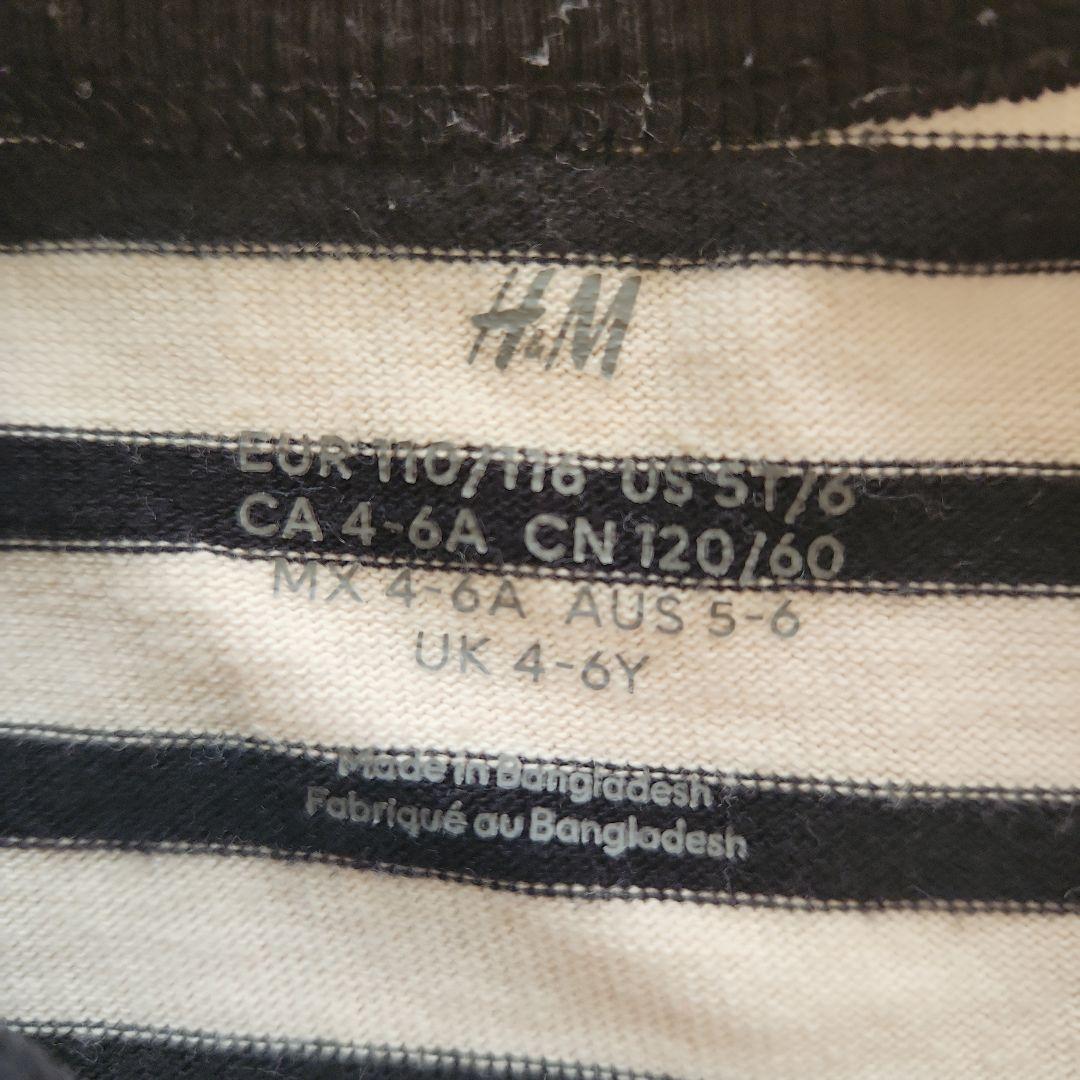 H&M
EUR 110/116 US 5T/6
CA 4-6A CN 120/60
MX 4-6A AUS 5-6
UK 4-6Y
Made in Bangladesh
Fabriqué au Bangladesh